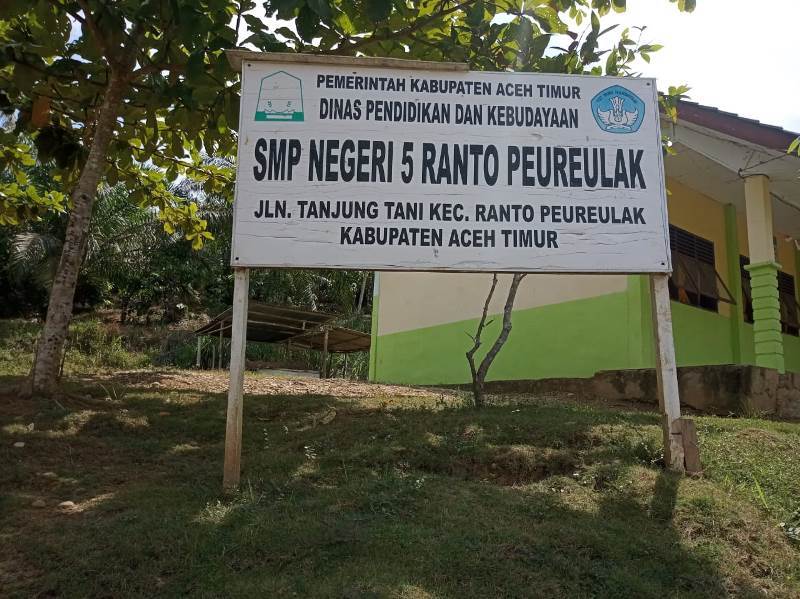 PEMERINTAH KABUPATEN ACEH TIMUR
DINAS PENDIDIKAN DAN KEBUDAYAAN
SMP NEGERI 5 RANTO PEUREULAK
JLN. TANJUNG TANI KEC. RANTO PEUREULAK
KABUPATEN ACEH TIMUR